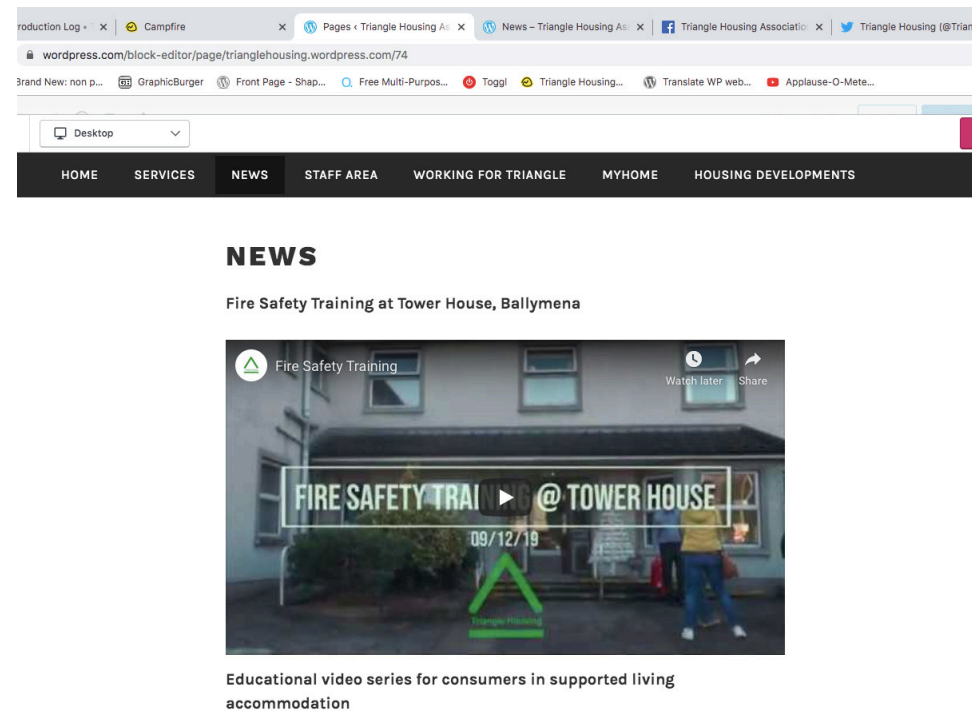 roduction Log
Campfire
Pages ‹ Triangle Housing As
News – Triangle Housing As
Triangle Housing Associatio
Triangle Housing (@Trian
wordpress.com/block-editor/page/trianglehousing.wordpress.com/74
Brand New: non p...
GraphicBurger
Front Page - Shap...
Free Multi-Purpos...
Toggl
Triangle Housing...
Translate WP web...
Applause-O-Mete...
Desktop
HOME SERVICES NEWS STAFF AREA WORKING FOR TRIANGLE MYHOME HOUSING DEVELOPMENTS
NEWS
Fire Safety Training at Tower House, Ballymena
Fire Safety Training
Watch later Share
FIRE SAFETY TRAINING @ TOWER HOUSE
09/12/19
Triangle Housing
Educational video series for consumers in supported living
accommodation